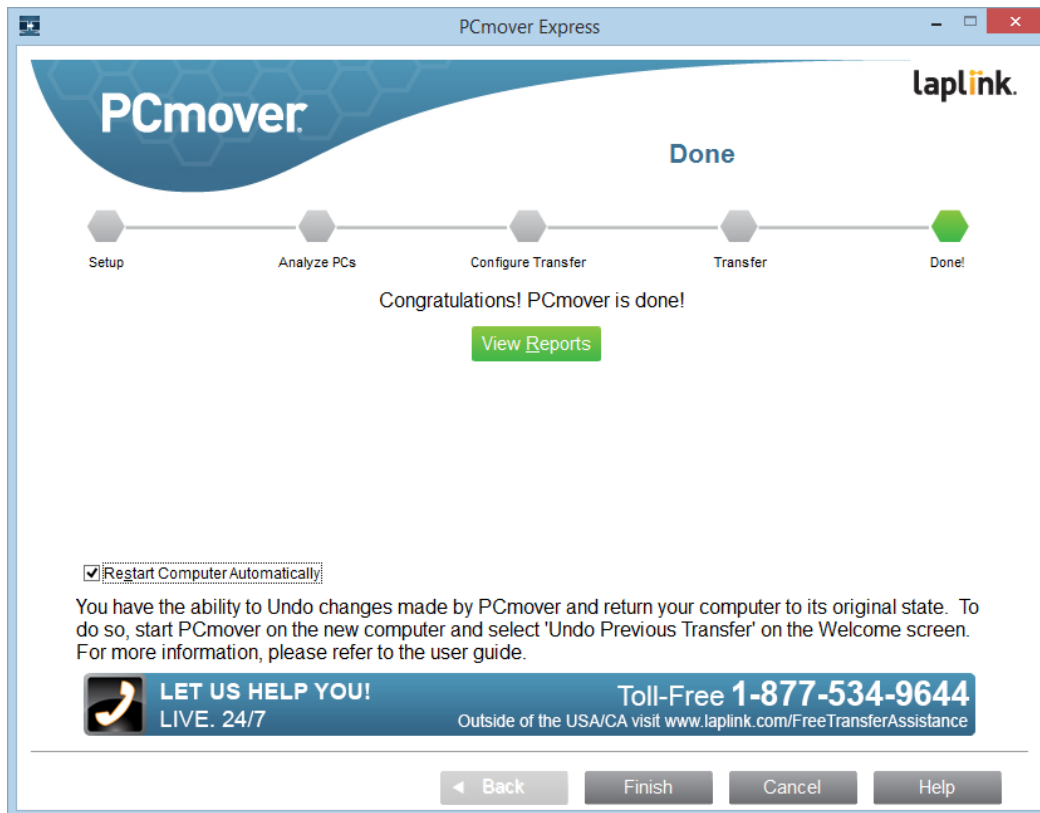 PCmover Express
PCmover
laplink.
Done
Setup
Analyze PCs
Configure Transfer
Transfer
Done!
Congratulations! PCmover is done!
View Reports
Restart Computer Automatically
You have the ability to Undo changes made by PCmover and return your computer to its original state. To
do so, start PCmover on the new computer and select 'Undo Previous Transfer' on the Welcome screen.
For more information, please refer to the user guide.
LET US HELP YOU!
LIVE. 24/7
Toll-Free 1-877-534-9644
Outside of the USA/CA visit www.laplink.com/FreeTransferAssistance
Back
Finish
Cancel
Help